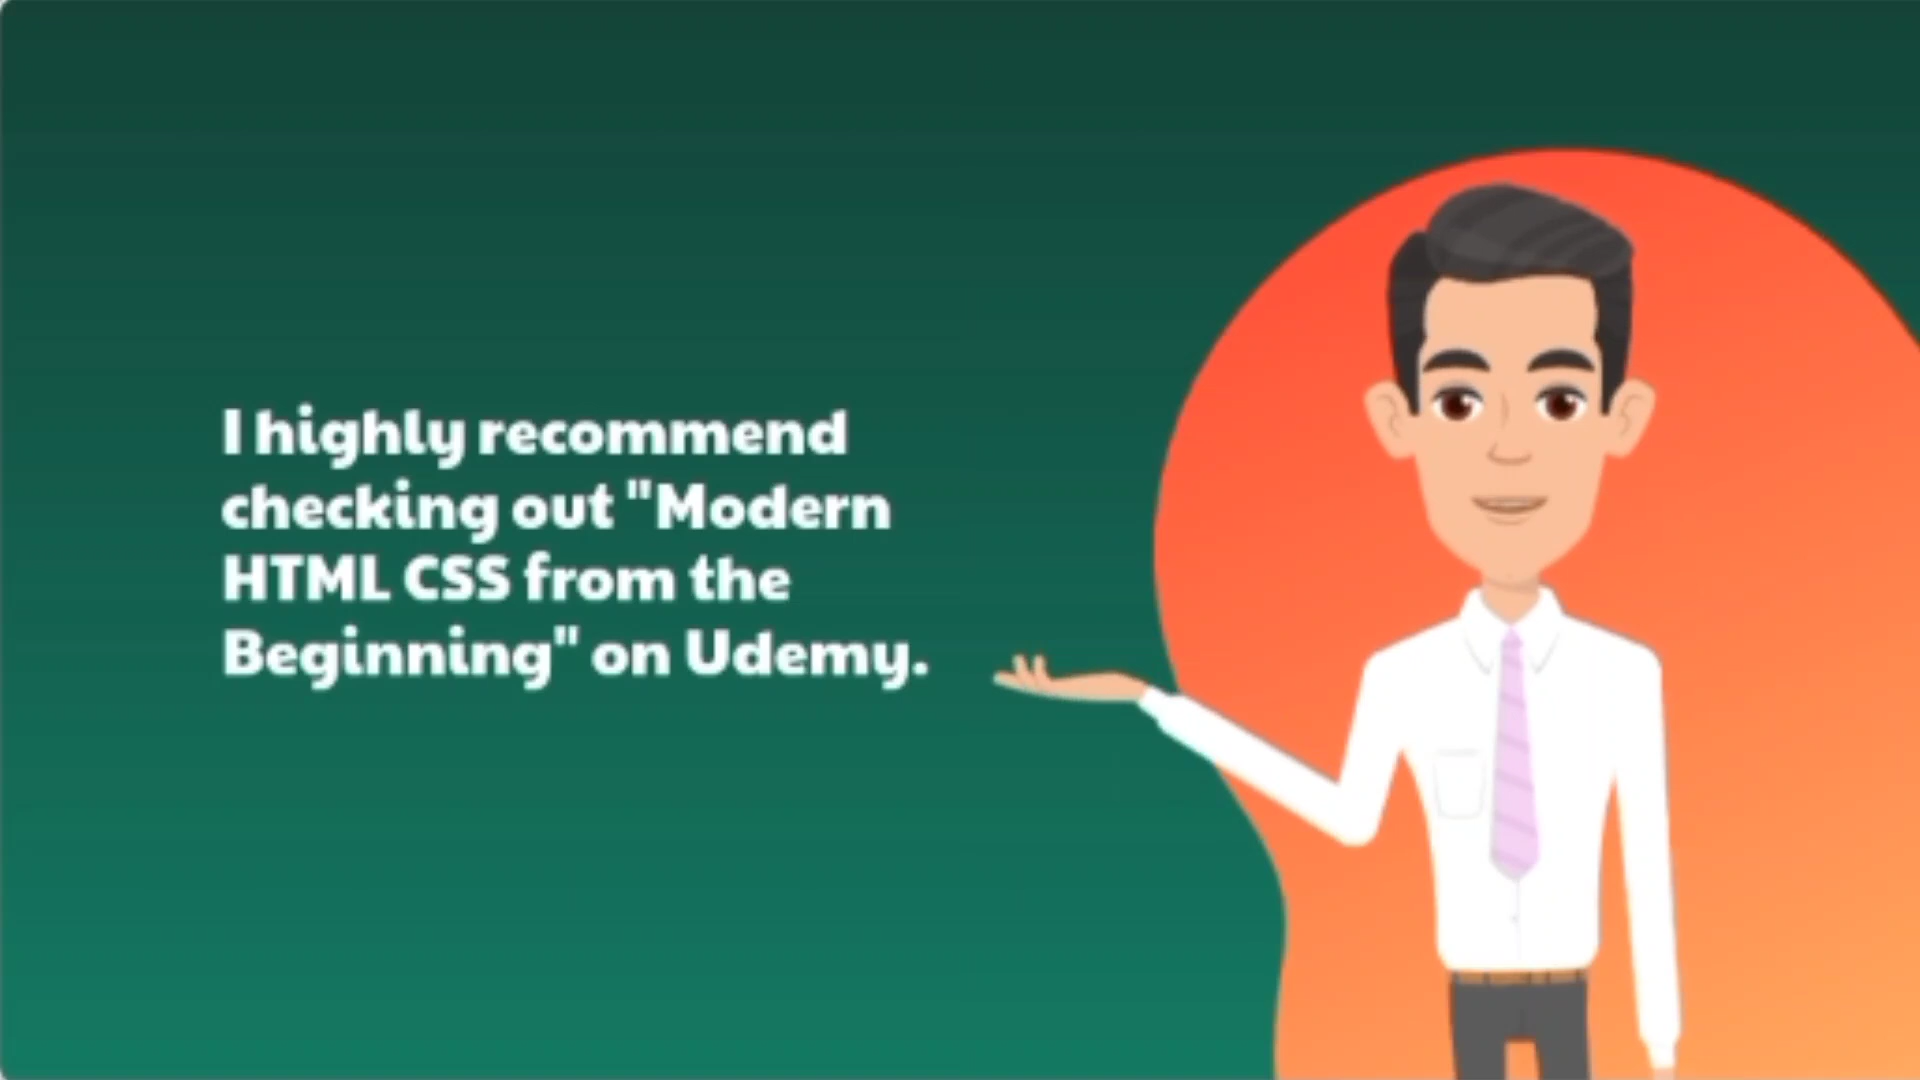 I highly recommend
checking out "Modern
HTML CSS from the
Beginning" on Udemy.